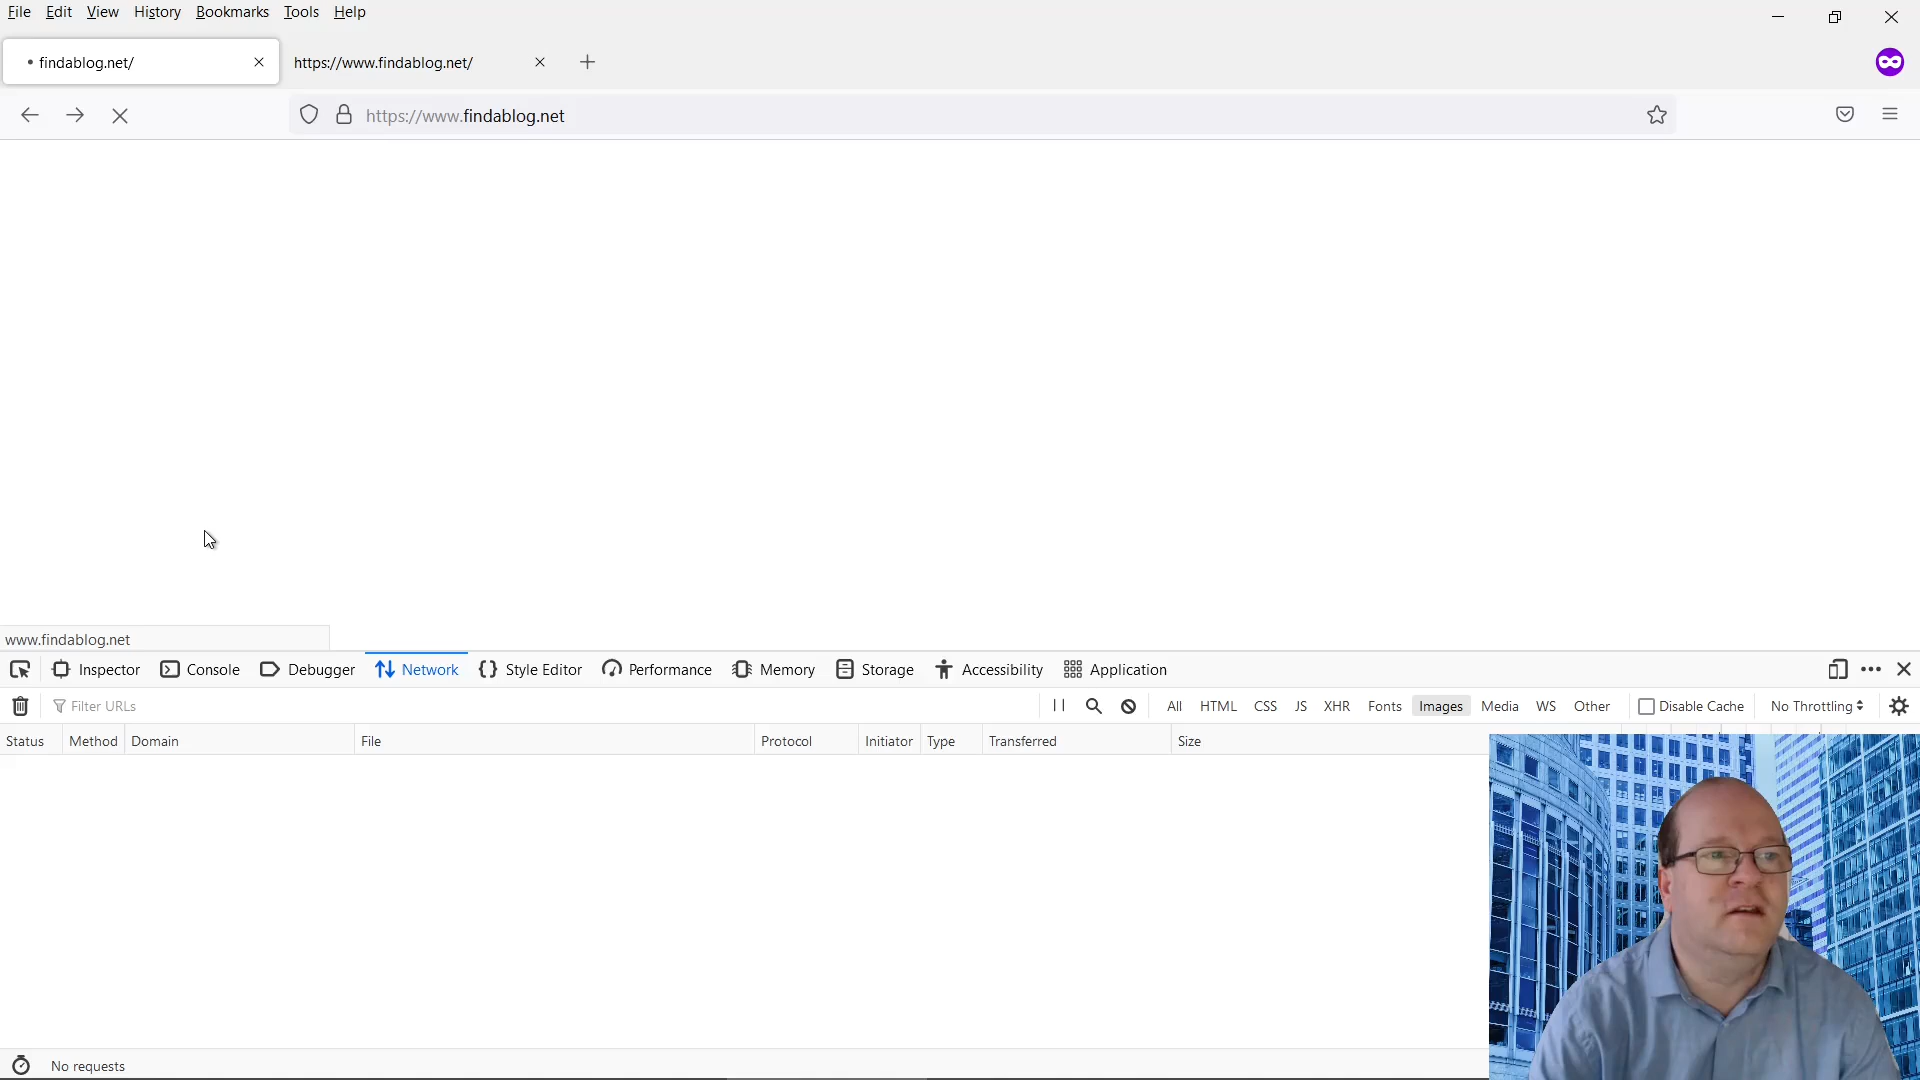 File Edit View History Bookmarks Tools Help
• findablog.net/ https://www.findablog.net/
https://www.findablog.net
www.findablog.net
Inspector Console Debugger Network Style Editor Performance Memory Storage Accessibility Application
Filter URLs All HTML CSS JS XHR Fonts Images Media WS Other Disable Cache No Throttling
Status Method Domain File Protocol Initiator Type Transferred Size
No requests